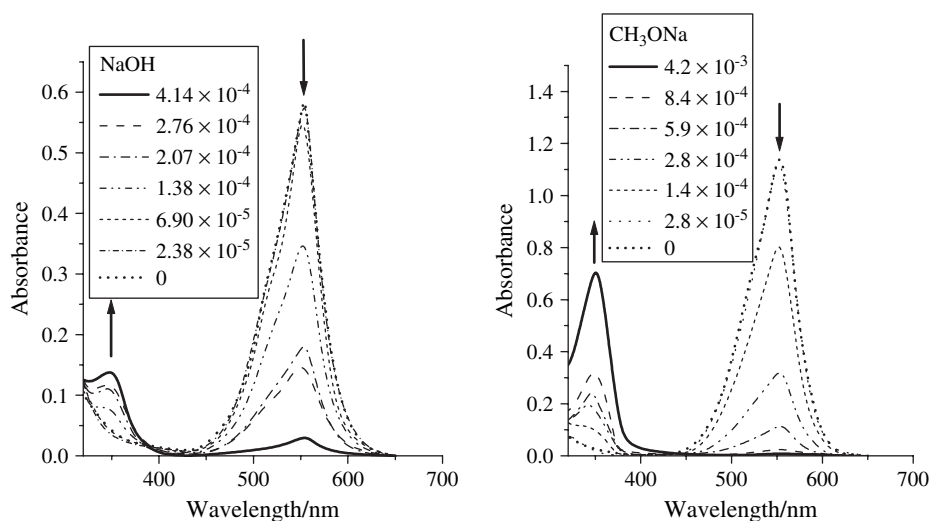 NaOH
4.14 × 10⁻⁴
2.76 × 10⁻⁴
2.07 × 10⁻⁴
1.38 × 10⁻⁴
6.90 × 10⁻⁵
2.38 × 10⁻⁵
0
0.6
0.5
0.4
0.3
0.2
0.1
0.0
Absorbance
400
500
600
700
Wavelength/nm
CH₃ONa
4.2 × 10⁻³
8.4 × 10⁻⁴
5.9 × 10⁻⁴
2.8 × 10⁻⁴
1.4 × 10⁻⁴
2.8 × 10⁻⁵
0
1.4
1.2
1.0
0.8
0.6
0.4
0.2
0.0
Absorbance
400
500
600
700
Wavelength/nm